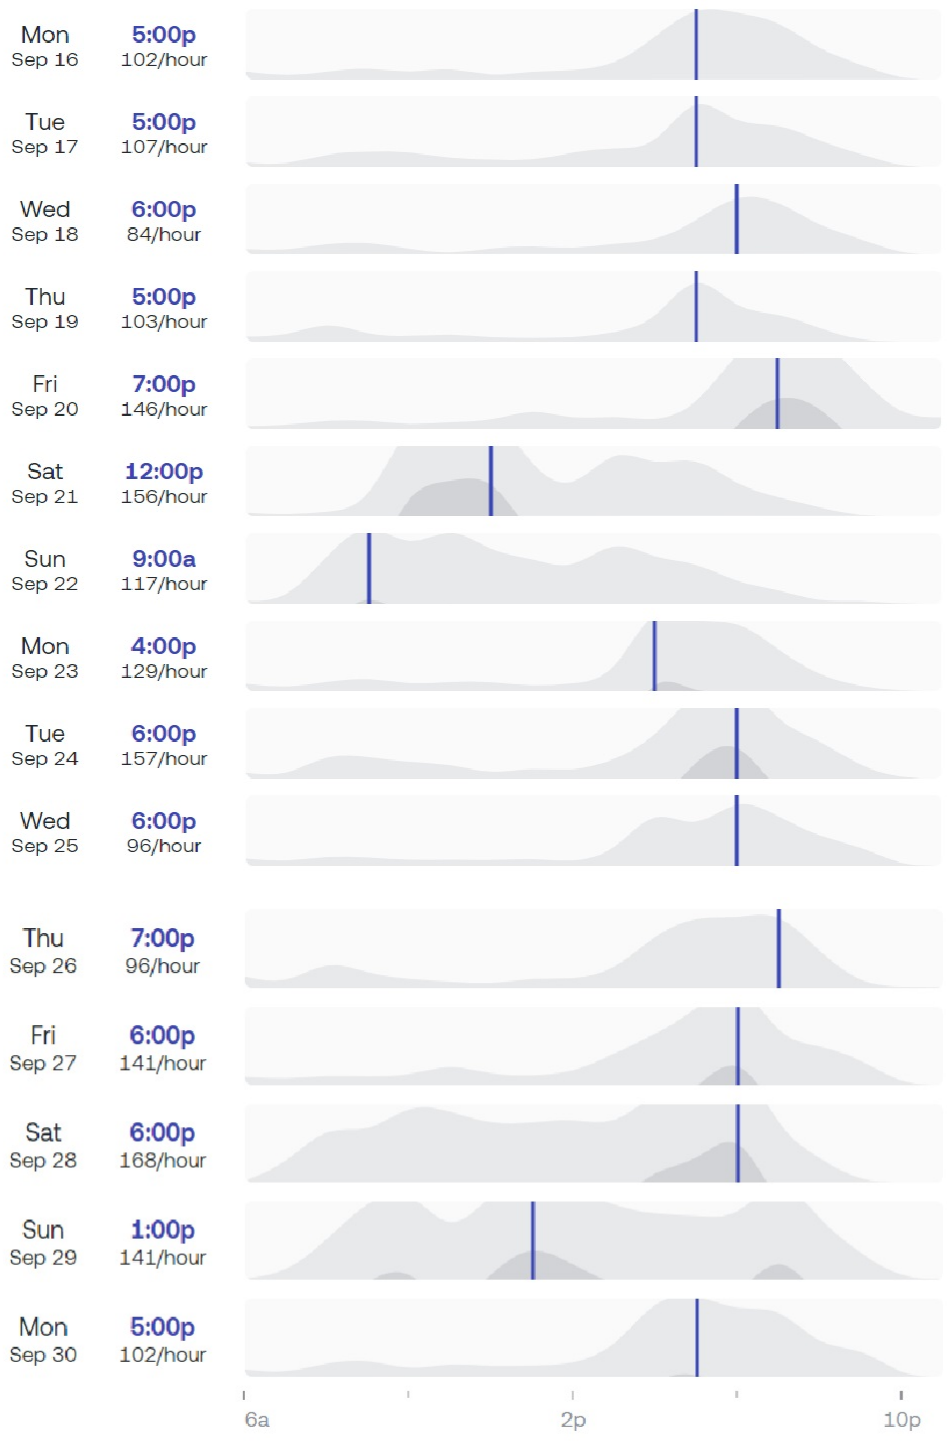 Mon 5:00p
Sep 16 102/hour
Tue 5:00p
Sep 17 107/hour
Wed 6:00p
Sep 18 84/hour
Thu 5:00p
Sep 19 103/hour
Fri 7:00p
Sep 20 146/hour
Sat 12:00p
Sep 21 156/hour
Sun 9:00a
Sep 22 117/hour
Mon 4:00p
Sep 23 129/hour
Tue 6:00p
Sep 24 157/hour
Wed 6:00p
Sep 25 96/hour
Thu 7:00p
Sep 26 96/hour
Fri 6:00p
Sep 27 141/hour
Sat 6:00p
Sep 28 168/hour
Sun 1:00p
Sep 29 141/hour
Mon 5:00p
Sep 30 102/hour
6a 2p 10p